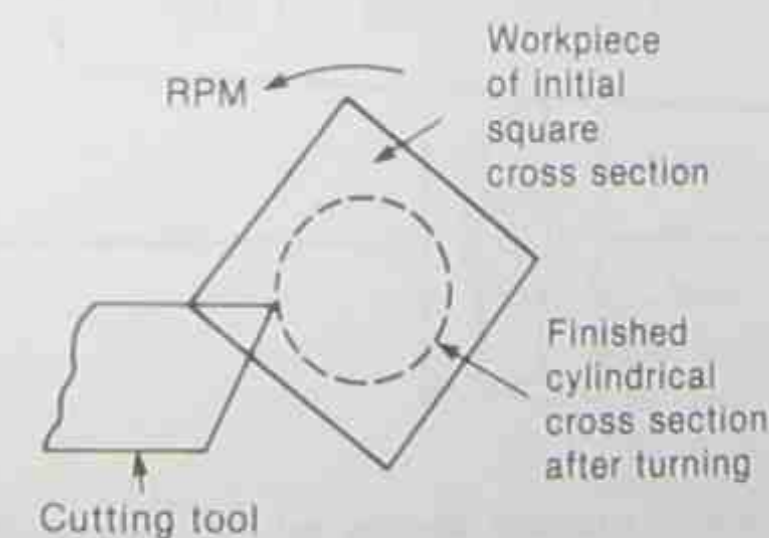 RPM
Workpiece
of initial
square
cross section
Finished
cylindrical
cross section
after turning
Cutting tool